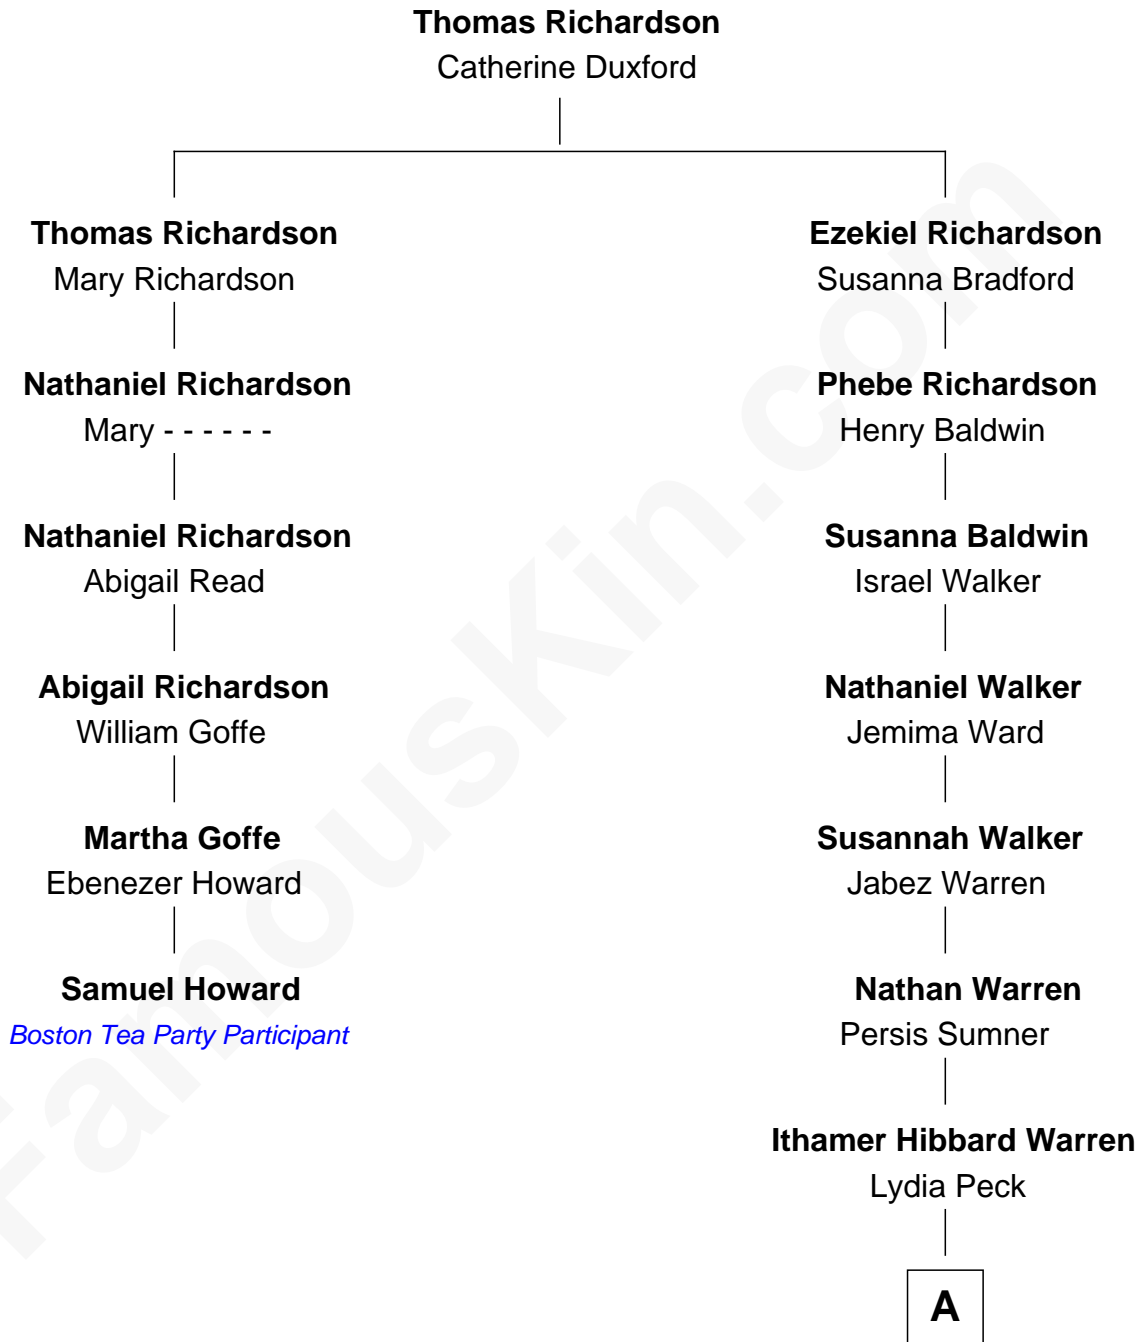 Thomas Richardson
Catherine Duxford
Thomas Richardson
Mary Richardson
Nathaniel Richardson
Mary - - - - - -
Nathaniel Richardson
Abigail Read
Abigail Richardson
William Goffe
Martha Goffe
Ebenezer Howard
Samuel Howard
Boston Tea Party Participant
Ezekiel Richardson
Susanna Bradford
Phebe Richardson
Henry Baldwin
Susanna Baldwin
Israel Walker
Nathaniel Walker
Jemima Ward
Susannah Walker
Jabez Warren
Nathan Warren
Persis Sumner
Ithamer Hibbard Warren
Lydia Peck
A
FamousKin.com